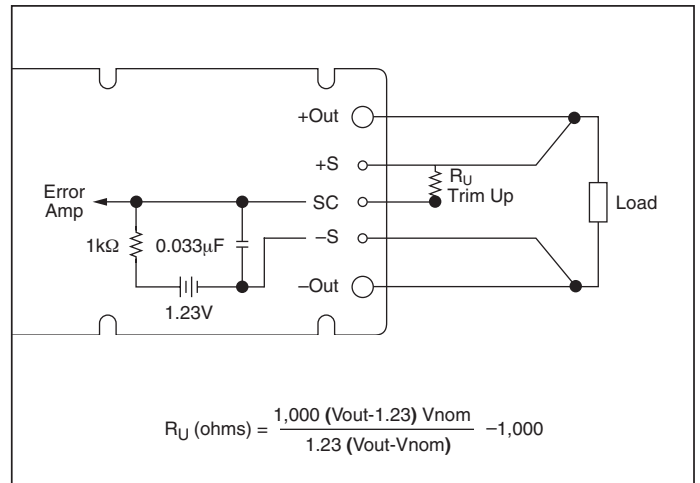 +Out
+S
R_U
Trim Up
Error
Amp
SC
Load
1kΩ
0.033μF
–S
–Out
1.23V
R_U (ohms) = 1,000 (Vout-1.23) Vnom / 1.23 (Vout-Vnom) –1,000